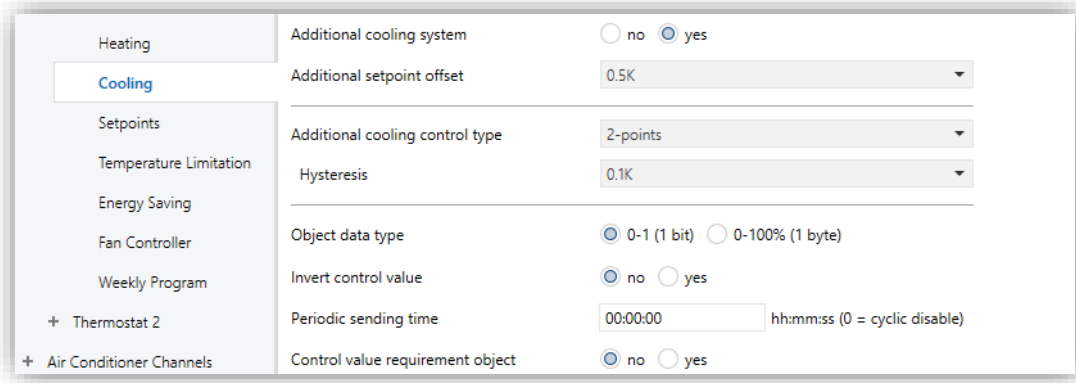 Heating
Cooling
Setpoints
Temperature Limitation
Energy Saving
Fan Controller
Weekly Program
+ Thermostat 2
+ Air Conditioner Channels
Additional cooling system no yes
Additional setpoint offset 0.5K
Additional cooling control type 2-points
Hysteresis 0.1K
Object data type 0-1 (1 bit) 0-100% (1 byte)
Invert control value no yes
Periodic sending time 00:00:00 hh:mm:ss (0 = cyclic disable)
Control value requirement object no yes